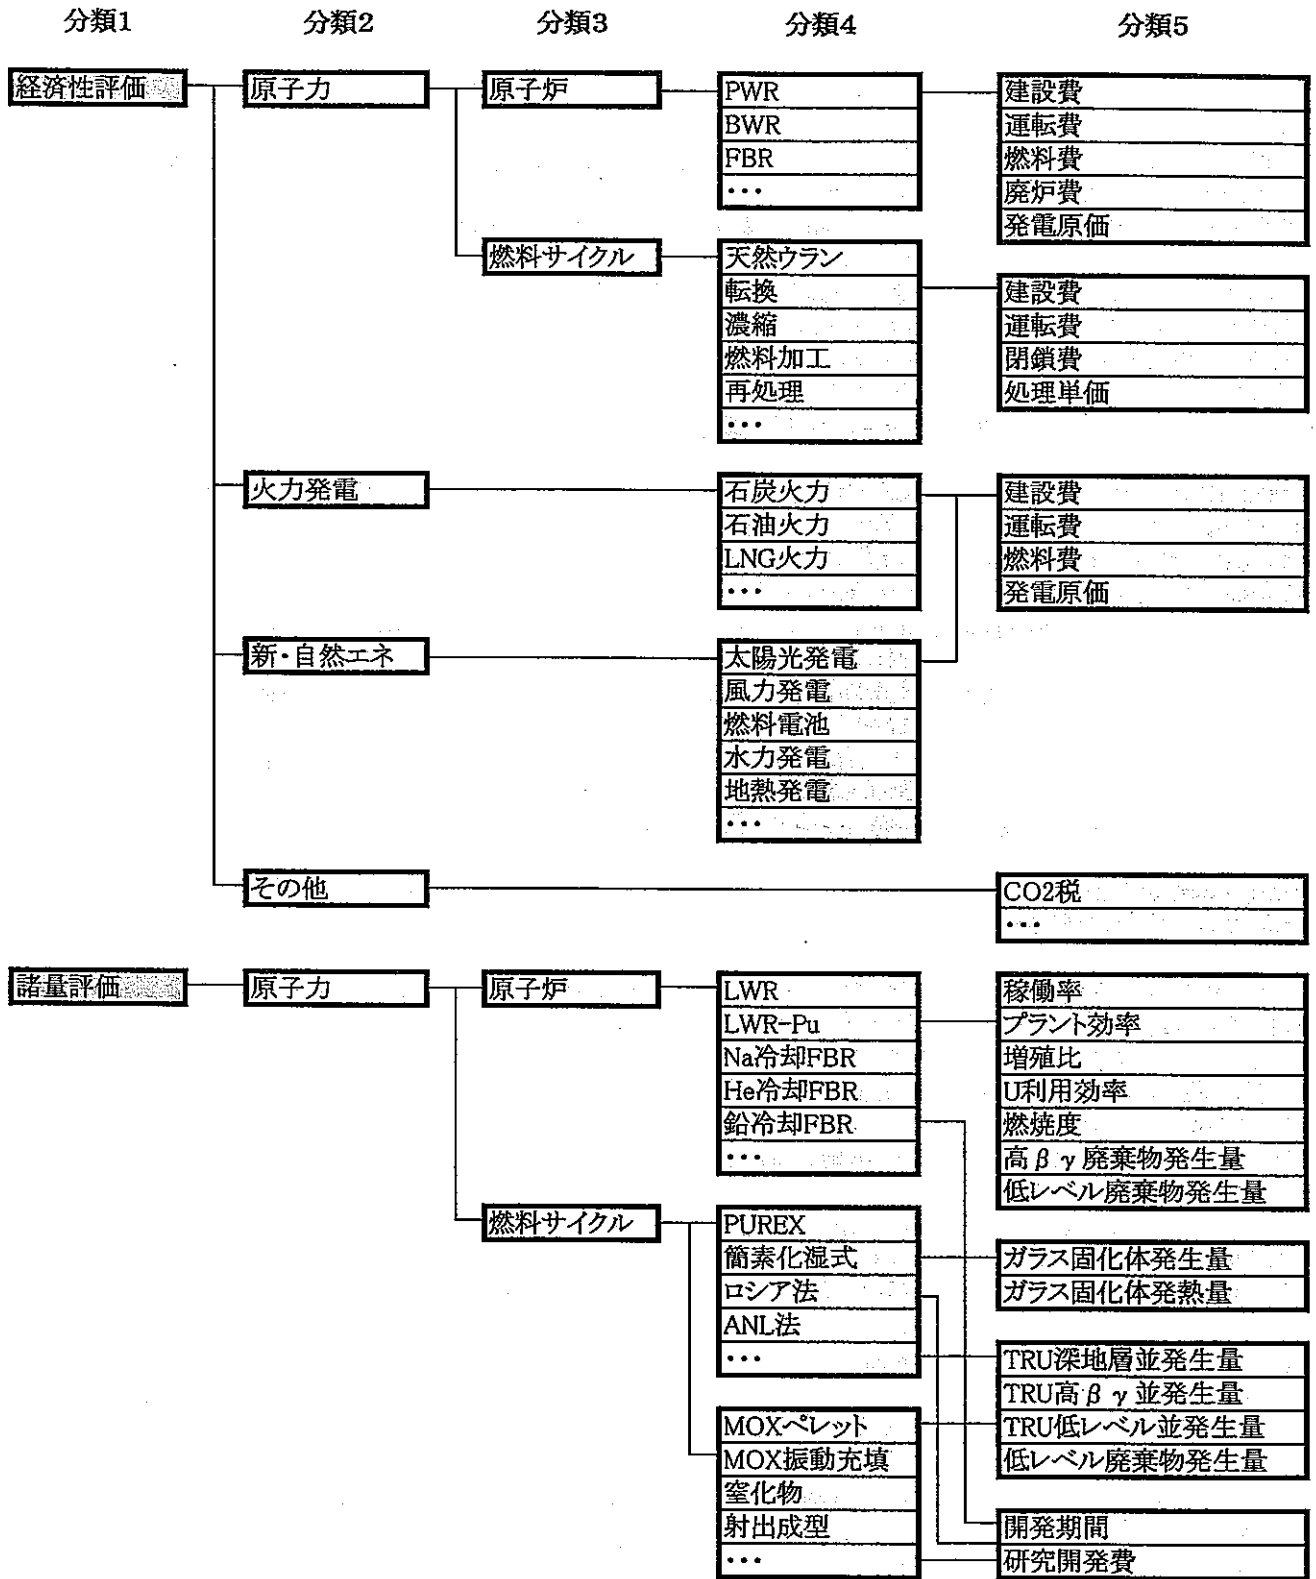 分類1 分類2 分類3 分類4 分類5
経済性評価 原子力 原子炉 PWR 建設費
BWR 運転費
FBR 燃料費
・・・ 廃炉費
発電原価
燃料サイクル 天然ウラン
転換 建設費
濃縮 運転費
燃料加工 閉鎖費
再処理 処理単価
・・・
火力発電 石炭火力 建設費
石油火力 運転費
LNG火力 燃料費
・・・ 発電原価
新・自然エネ 太陽光発電
風力発電
燃料電池
水力発電
地熱発電
・・・
その他 CO2税
・・・
諸量評価 原子力 原子炉 LWR 稼働率
LWR-Pu プラント効率
Na冷却FBR 増殖比
He冷却FBR U利用効率
鉛冷却FBR 燃焼度
・・・ 高βγ廃棄物発生量
低レベル廃棄物発生量
燃料サイクル PUREX
簡素化湿式 ガラス固化体発生量
ロシア法 ガラス固化体発熱量
ANL法
・・・ TRU深地層並発生量
TRU高βγ並発生量
MOXペレット TRU低レベル並発生量
MOX振動充填 低レベル廃棄物発生量
窒化物
射出成型 開発期間
・・・ 研究開発費